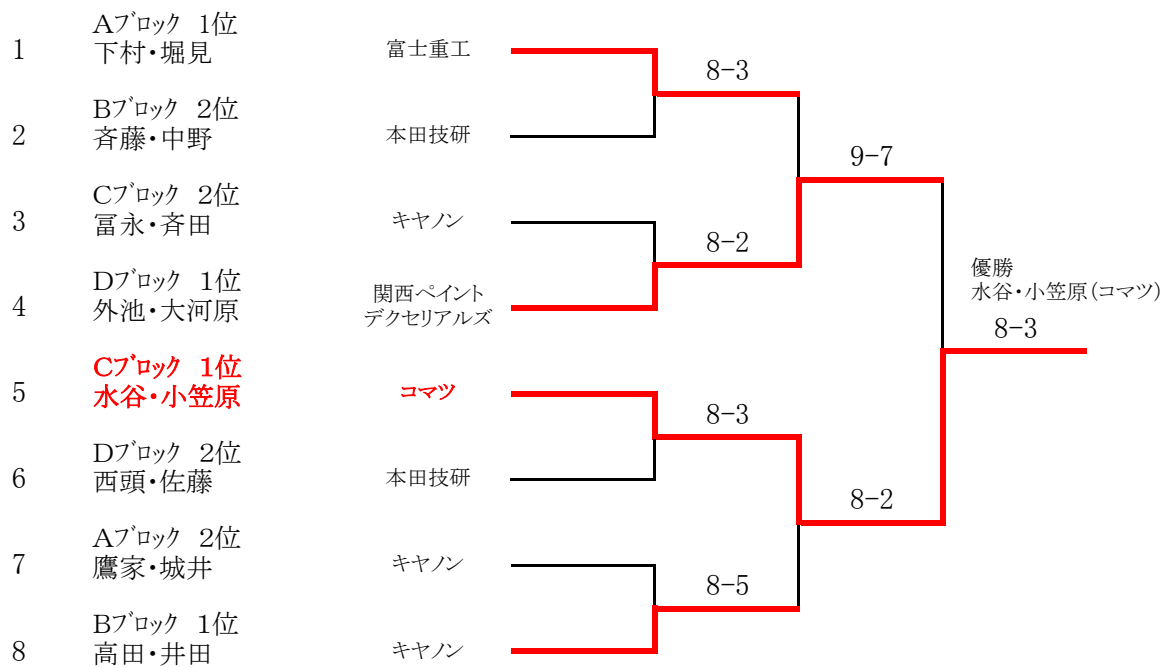 1
Aブロック 1位
下村・堀見
富士重工
8-3
2
Bブロック 2位
斉藤・中野
本田技研
9-7
3
Cブロック 2位
冨永・斉田
キヤノン
8-2
4
Dブロック 1位
外池・大河原
関西ペイント
デクセリアルズ
優勝
水谷・小笠原(コマツ)
8-3
5
Cブロック 1位
水谷・小笠原
コマツ
8-3
6
Dブロック 2位
西頭・佐藤
本田技研
8-2
7
Aブロック 2位
鷹家・城井
キヤノン
8-5
8
Bブロック 1位
高田・井田
キヤノン